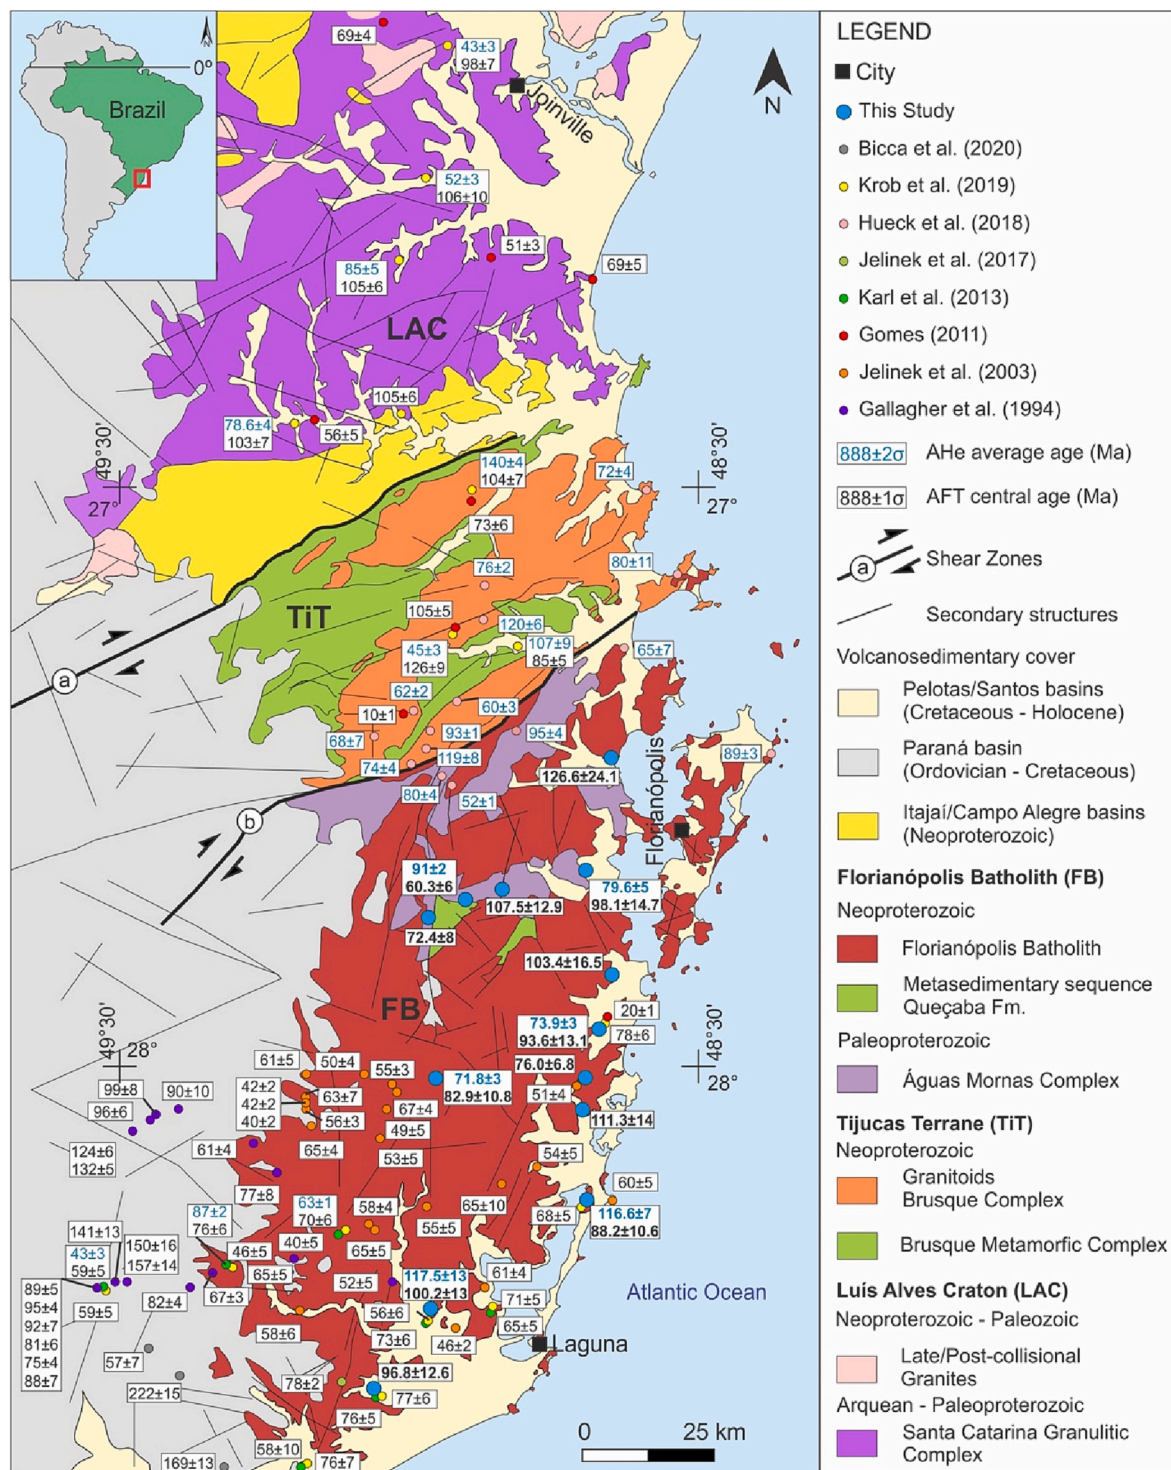 0°
Brazil
N
69±4
43±3
98±7
Joinville
N
52±3
106±10
51±3
85±5
105±6
69±5
LAC
105±6
78.6±4
103±7
56±5
49°30'
27°
140±4
104±7
72±4
48°30'
27°
73±6
76±2
80±11
TiT
105±5
120±6
45±3
126±9
107±9
85±5
65±7
a
62±2
60±3
10±1
93±1
95±4
68±7
119±8
74±4
89±3
126.6±24.1
80±4
52±1
b
Florianópolis
91±2
60.3±6
79.6±5
98.1±14.7
107.5±12.9
72.4±8
103.4±16.5
FB
20±1
73.9±3
93.6±13.1
78±6
49°30'
28°
48°30'
28°
61±5
50±4
55±3
76.0±6.8
99±8
90±10
42±2
63±7
71.8±3
82.9±10.8
51±4
96±6
42±2
67±4
40±2
56±3
111.3±14
124±6
132±5
61±4
65±4
49±5
53±5
54±5
77±8
60±5
87±2
76±6
63±1
70±6
58±4
65±10
68±5
116.6±7
88.2±10.6
141±13
55±5
43±3
59±5
150±16
157±14
46±5
40±5
65±5
65±5
52±5
117.5±13
100.2±13
61±4
89±5
95±4
92±7
81±6
75±4
88±7
59±5
82±4
67±3
56±6
71±5
Atlantic Ocean
58±6
73±6
46±2
65±5
57±7
Laguna
222±15
78±2
96.8±12.6
77±6
76±5
58±10
169±13
76±7
0
25 km
LEGEND
City
This Study
Bicca et al. (2020)
Krob et al. (2019)
Hueck et al. (2018)
Jelinek et al. (2017)
Karl et al. (2013)
Gomes (2011)
Jelinek et al. (2003)
Gallagher et al. (1994)
888±2σ AHe average age (Ma)
888±1σ AFT central age (Ma)
a Shear Zones
Secondary structures
Volcanosedimentary cover
Pelotas/Santos basins
(Cretaceous - Holocene)
Paraná basin
(Ordovician - Cretaceous)
Itajaí/Campo Alegre basins
(Neoproterozoic)
Florianópolis Batholith (FB)
Neoproterozoic
Florianópolis Batholith
Metasedimentary sequence
Queçaba Fm.
Paleoproterozoic
Águas Mornas Complex
Tijucas Terrane (TiT)
Neoproterozoic
Granitoids
Brusque Complex
Brusque Metamorfic Complex
Luís Alves Craton (LAC)
Neoproterozoic - Paleozoic
Late/Post-collisional
Granites
Arquean - Paleoproterozoic
Santa Catarina Granulitic
Complex